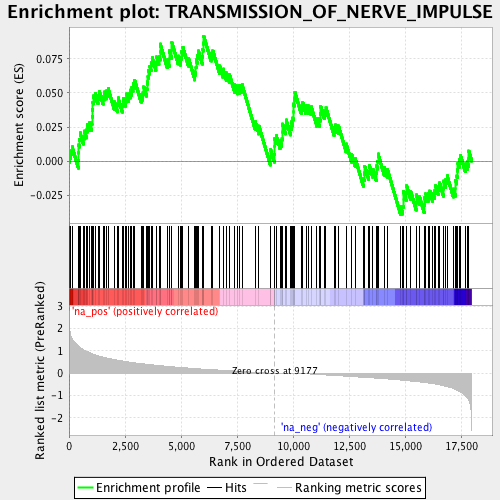 Enrichment plot: TRANSMISSION_OF_NERVE_IMPULSE
Enrichment score (ES)
0.075
0.050
0.025
0.000
-0.025
Ranked list metric (PreRanked)
3
2
1
0
-1
-2
'na_pos' (positively correlated)
Zero cross at 9177
'na_neg' (negatively correlated)
0
2,500
5,000
7,500
10,000
12,500
15,000
17,500
Rank in Ordered Dataset
Enrichment profile
Hits
Ranking metric scores